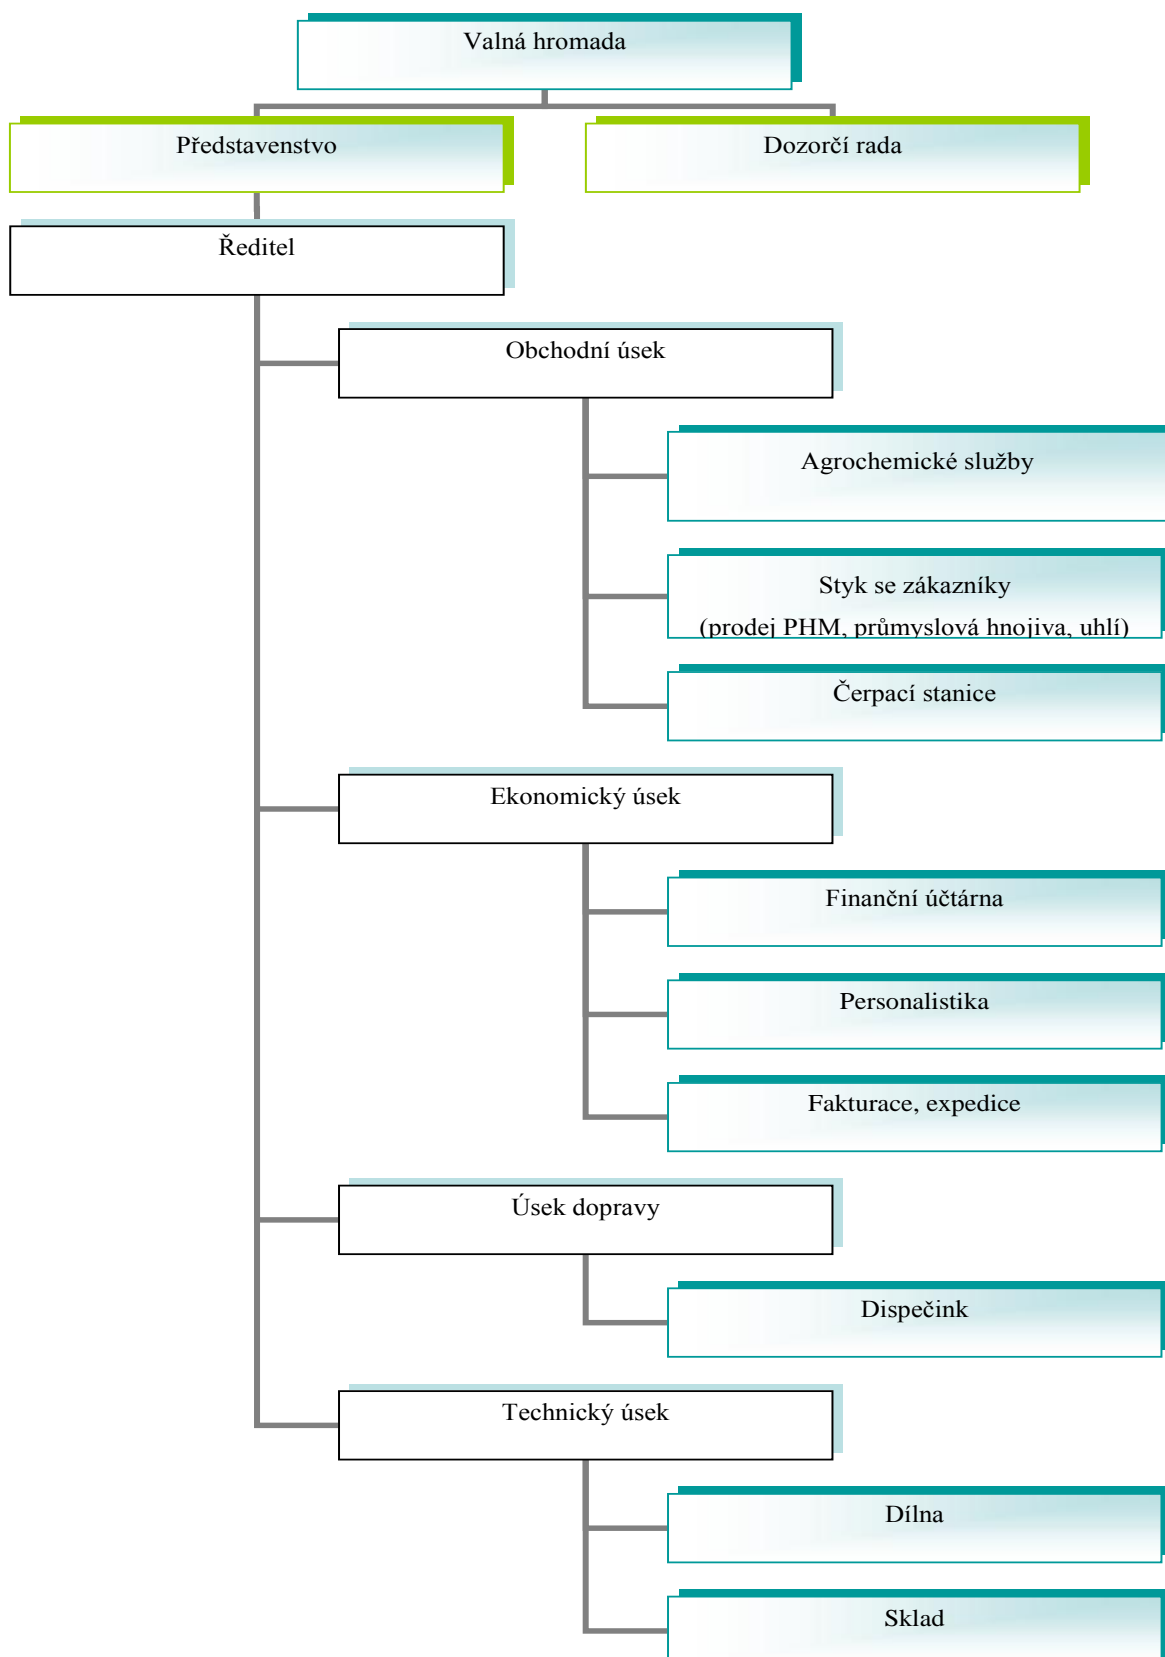 Valná hromada
Představenstvo
Dozorčí rada
Ředitel
Obchodní úsek
Agrochemické služby
Styk se zákazníky
(prodej PHM, průmyslová hnojiva, uhlí)
Čerpací stanice
Ekonomický úsek
Finanční účtárna
Personalistika
Fakturace, expedice
Úsek dopravy
Dispečink
Technický úsek
Dílna
Sklad